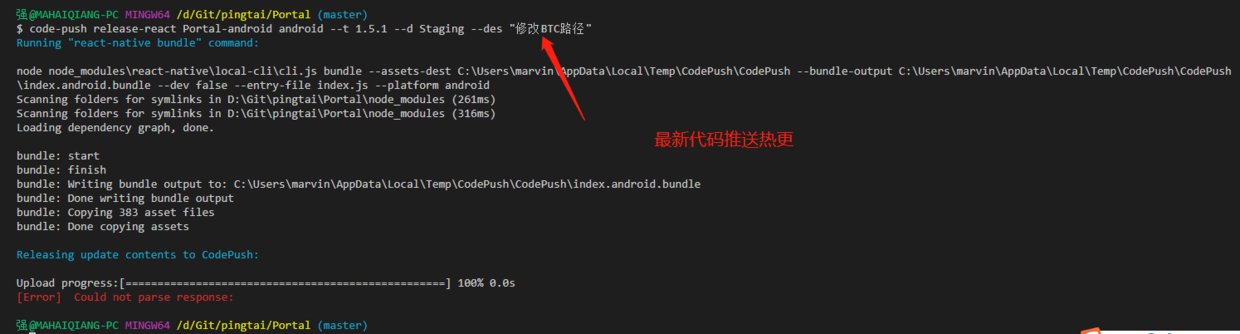 强@MAHAIQIANG-PC MINGW64 /d/Git/pingtai/Portal (master)
$ code-push release-react Portal-android android --t 1.5.1 --d Staging --des "修改BTC路径"
Running "react-native bundle" command:
node node_modules\react-native\local-cli\cli.js bundle --assets-dest C:\Users\marvin\AppData\Local\Temp\CodePush\CodePush --bundle-output C:\Users\marvin\AppData\Local\Temp\CodePush\CodePush
\index.android.bundle --dev false --entry-file index.js --platform android
Scanning folders for symlinks in D:\Git\pingtai\Portal\node_modules (261ms)
Scanning folders for symlinks in D:\Git\pingtai\Portal\node_modules (316ms)
Loading dependency graph, done.
最新代码推送热更
bundle: start
bundle: finish
bundle: Writing bundle output to: C:\Users\marvin\AppData\Local\Temp\CodePush\CodePush\index.android.bundle
bundle: Done writing bundle output
bundle: Copying 383 asset files
bundle: Done copying assets
Releasing update contents to CodePush:
Upload progress:[==================================================] 100% 0.0s
[Error]  Could not parse response:
强@MAHAIQIANG-PC MINGW64 /d/Git/pingtai/Portal (master)